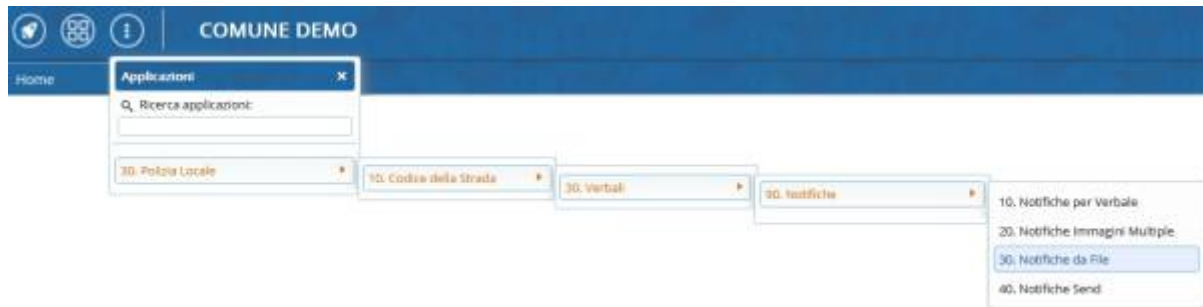 COMUNE DEMO
Home
Applicazioni ×
Ricerca applicazioni:
30. Polizia Locale
10. Codice della Strada
30. Verbali
90. Notifiche
10. Notifiche per Verbale
20. Notifiche Immagini Multiple
30. Notifiche da File
40. Notifiche Send